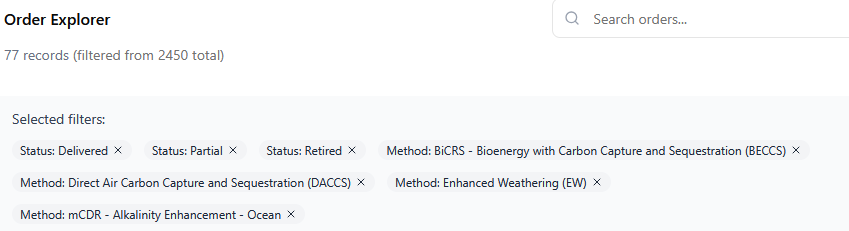 Order Explorer
Search orders...
77 records (filtered from 2450 total)
Selected filters:
Status: Delivered × Status: Partial × Status: Retired × Method: BiCRS - Bioenergy with Carbon Capture and Sequestration (BECCS) ×
Method: Direct Air Carbon Capture and Sequestration (DACCS) × Method: Enhanced Weathering (EW) ×
Method: mCDR - Alkalinity Enhancement - Ocean ×